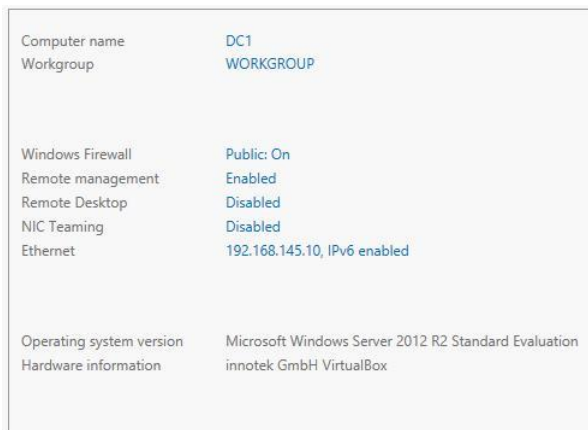 Computer name DC1
Workgroup WORKGROUP
Windows Firewall Public: On
Remote management Enabled
Remote Desktop Disabled
NIC Teaming Disabled
Ethernet 192.168.145.10, IPv6 enabled
Operating system version Microsoft Windows Server 2012 R2 Standard Evaluation
Hardware information innotek GmbH VirtualBox